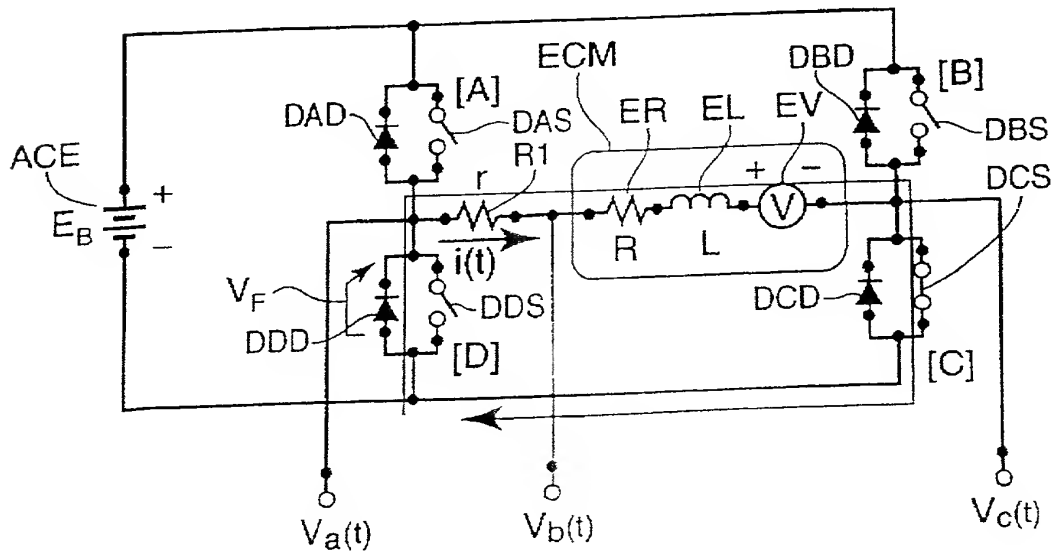 ECM
DBD
[B]
[A]
ER
EL
EV
DAD
DAS
DBS
ACE
R1
+
−
DCS
+
r
E_B
V
−
i(t)
R
L
V_F
DDS
DCD
DDD
[D]
[C]
V_a(t)
V_b(t)
V_c(t)